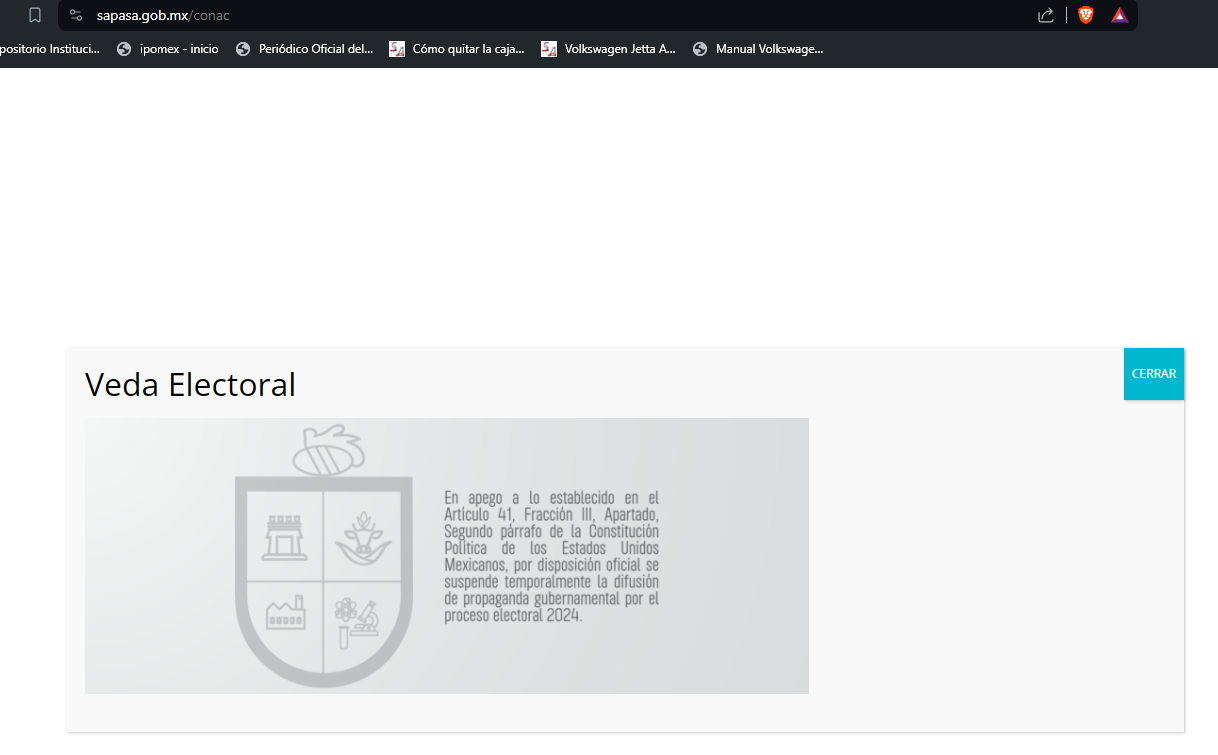 sapasa.gob.mx/conac
positorio Instituci... ipomex - inicio Periódico Oficial del... Cómo quitar la caja... Volkswagen Jetta A... Manual Volkswage...
Veda Electoral
CERRAR
En apego a lo establecido en el
Artículo 41, Fracción III, Apartado,
Segundo párrafo de la Constitución
Política de los Estados Unidos
Mexicanos, por disposición oficial se
suspende temporalmente la difusión
de propaganda gubernamental por el
proceso electoral 2024.